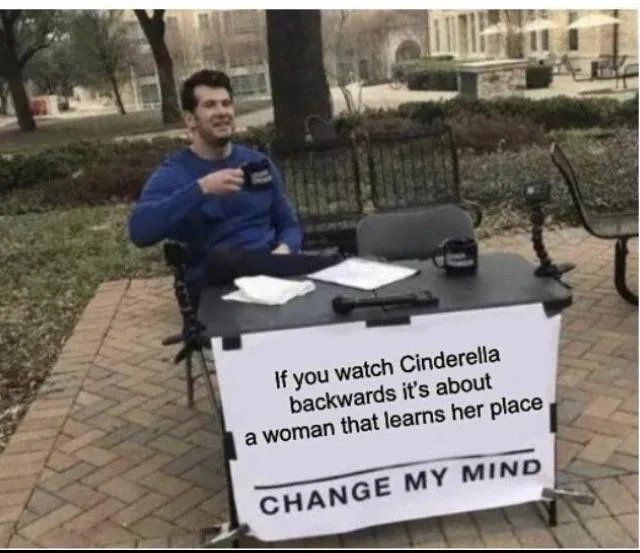 If you watch Cinderella
backwards it's about
a woman that learns her place
CHANGE MY MIND